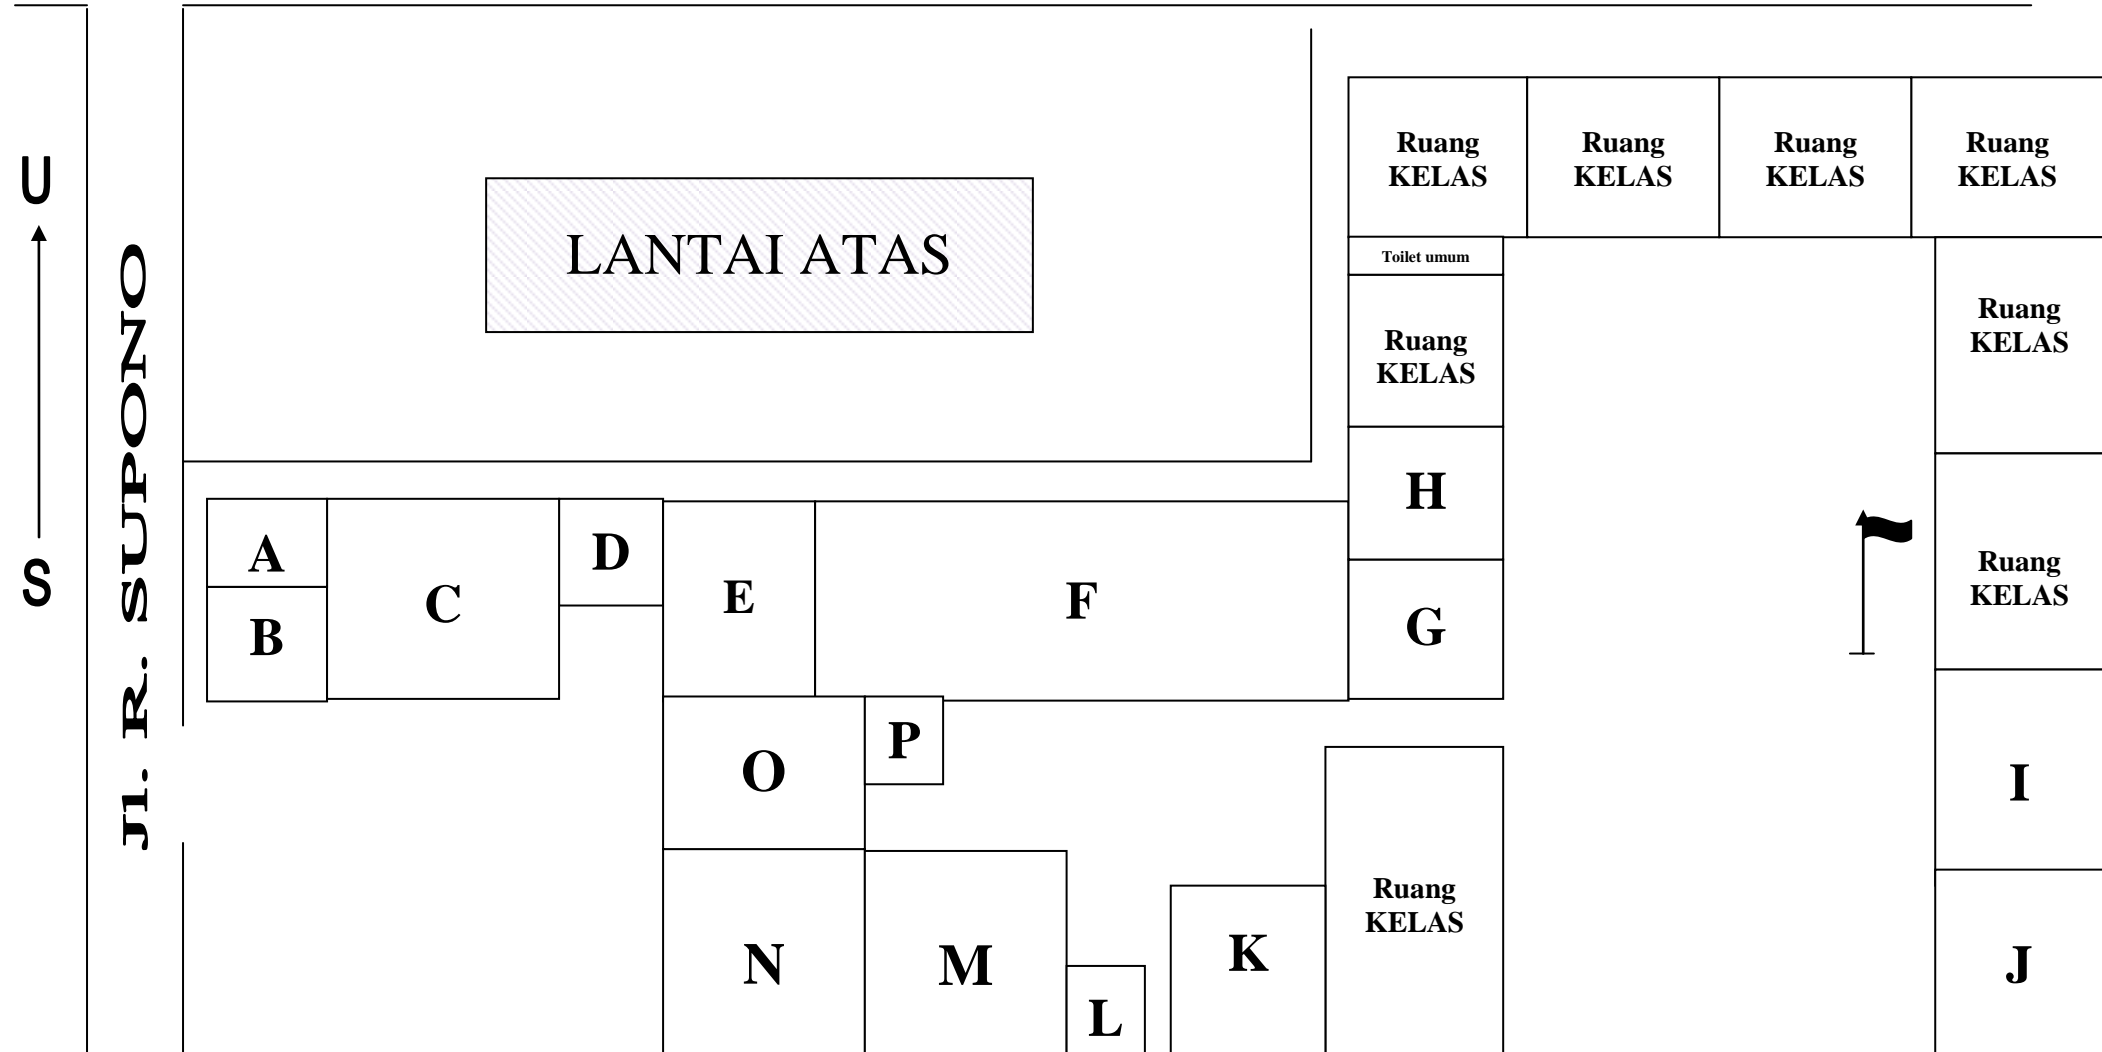 U
S
Jl. R. SUPONO
LANTAI ATAS
Ruang
KELAS
Ruang
KELAS
Ruang
KELAS
Ruang
KELAS
Toilet umum
Ruang
KELAS
Ruang
KELAS
H
G
Ruang
KELAS
A
B
C
D
E
F
O
P
I
N
M
L
K
Ruang
KELAS
J